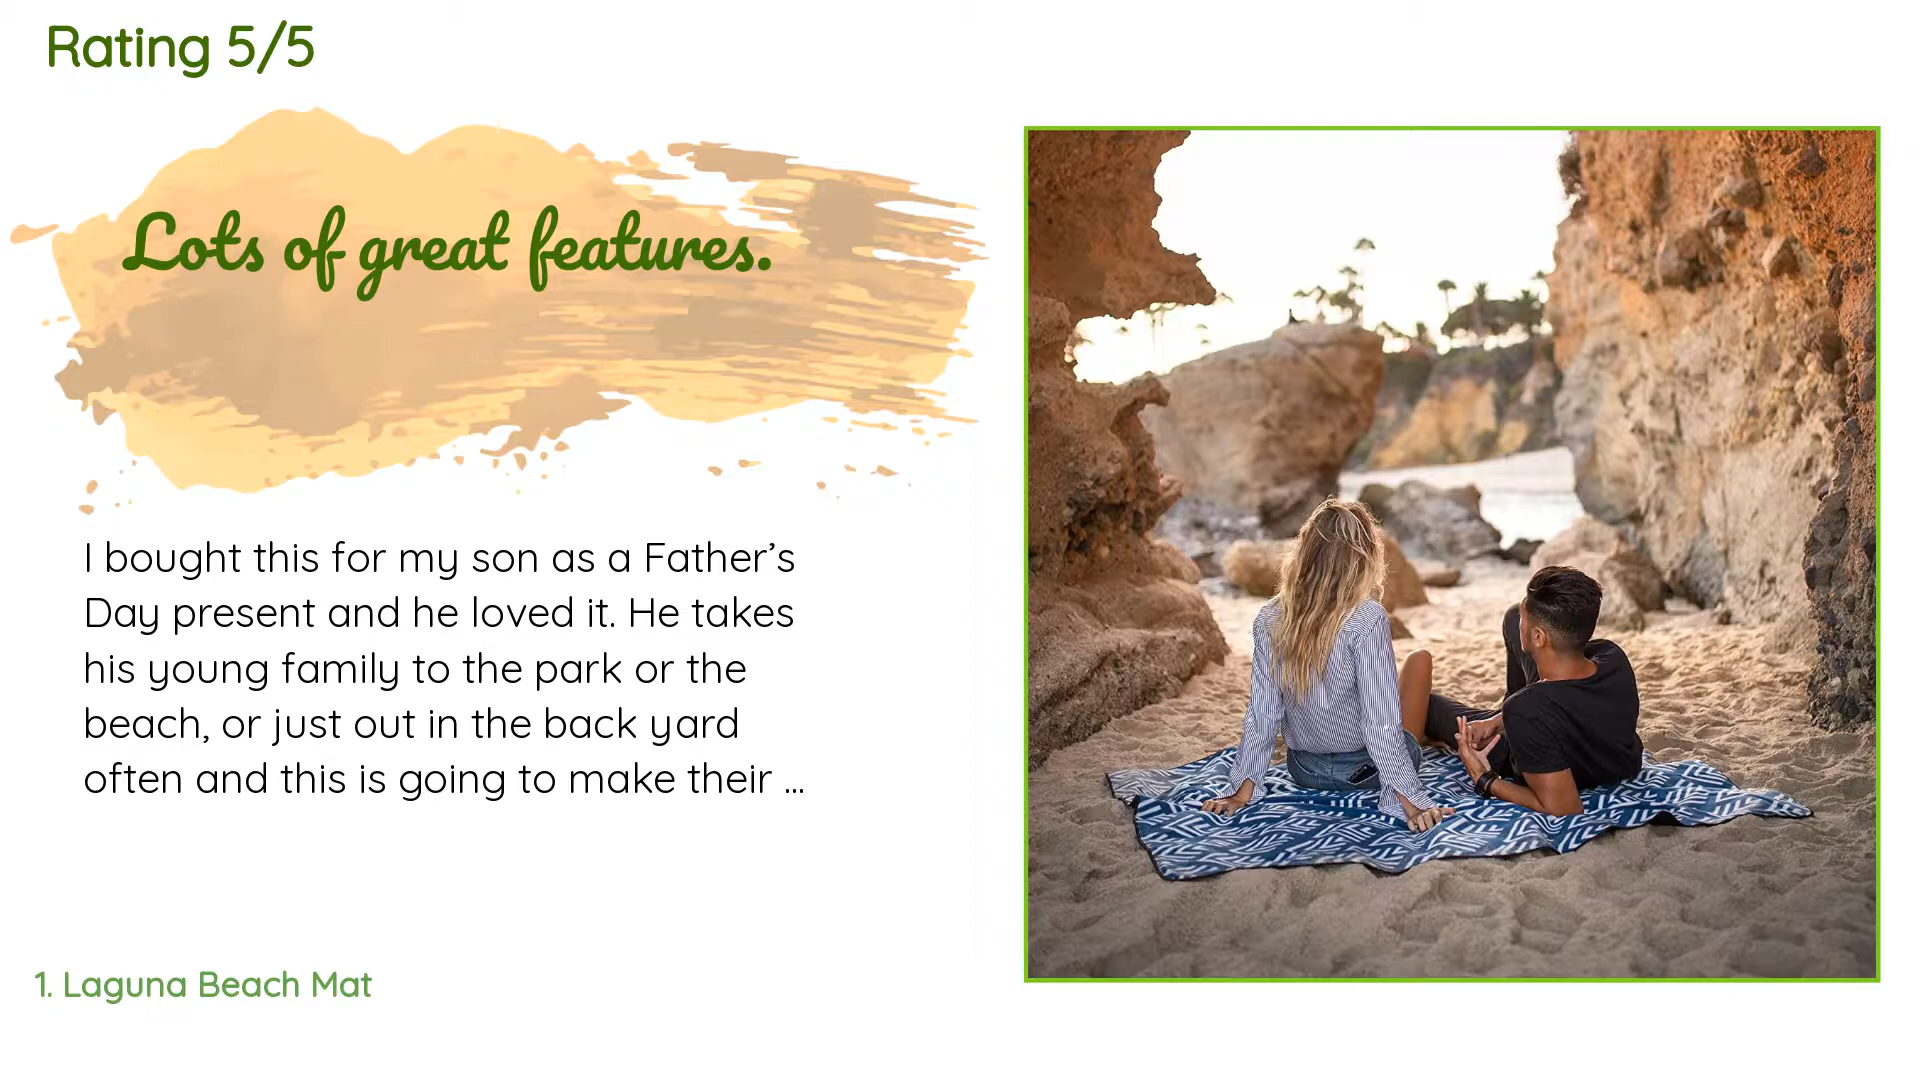 Rating 5/5
Lots of great features.
I bought this for my son as a Father’s
Day present and he loved it. He takes
his young family to the park or the
beach, or just out in the back yard
often and this is going to make their ...
1. Laguna Beach Mat